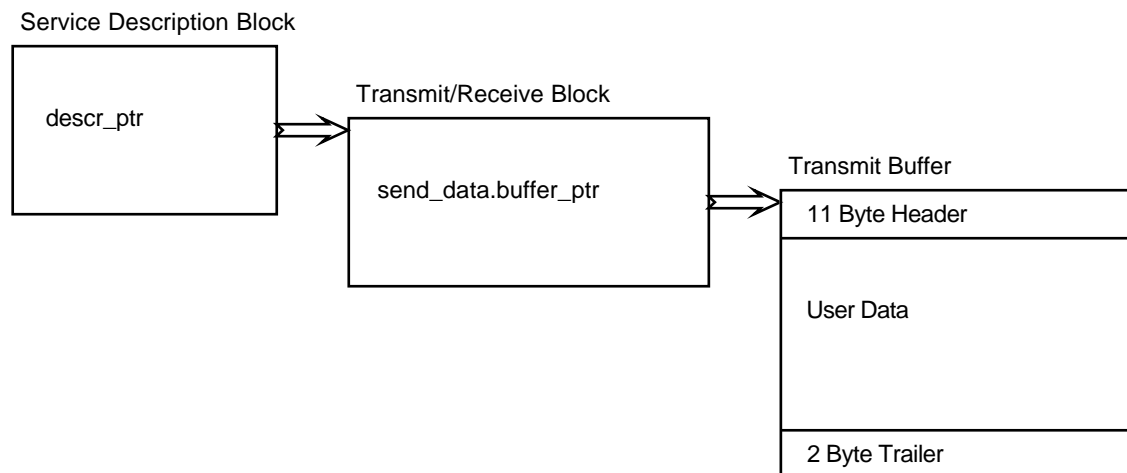 Service Description Block
descr_ptr
Transmit/Receive Block
send_data.buffer_ptr
Transmit Buffer
11 Byte Header
User Data
2 Byte Trailer